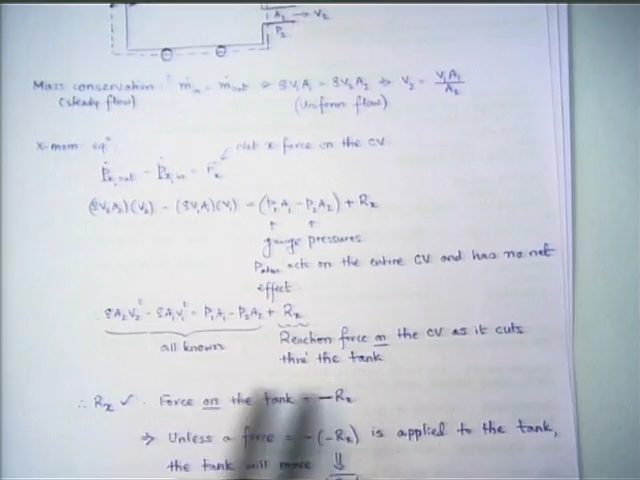 A₂ → V₂
P₂
Mass conservation: ṁin = ṁout ⇒ ρV₁A₁ = ρV₂A₂ ⇒ V₂ = V₁A₁/A₂
(steady flow) (Uniform flow)
x-mom eqⁿ Net x-force on the CV
Ṗx,out - Ṗx,in = Fx
(ρV₂A₂)(V₂) - (ρV₁A₁)(V₁) = (P₁A₁ - P₂A₂) + Rx
↑ ↑
gauge pressures
Patm acts on the entire CV and has no net
effect
ρA₂V₂² - ρA₁V₁² = P₁A₁ - P₂A₂ + Rx
all known Reaction force on the CV as it cuts
thru' the tank
∴ Rx ✓ . Force on the tank = -Rx
⇒ Unless a force = -(-Rx) is applied to the tank,
the tank will move ⇓